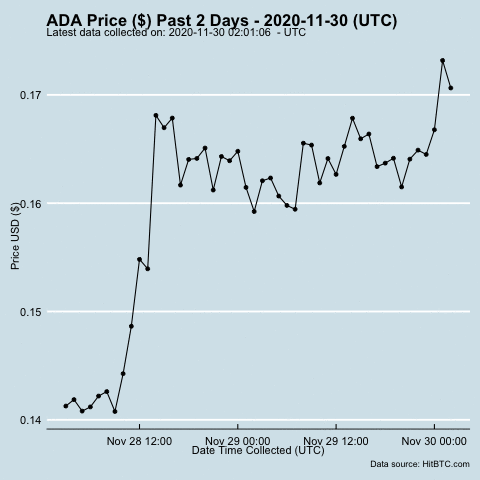 ADA Price ($) Past 2 Days - 2020-11-30 (UTC)
Latest data collected on: 2020-11-30 02:01:06 - UTC
0.17
0.16
0.15
0.14
Price USD ($)
Nov 28 12:00 Nov 29 00:00 Nov 29 12:00 Nov 30 00:00
Date Time Collected (UTC)
Data source: HitBTC.com